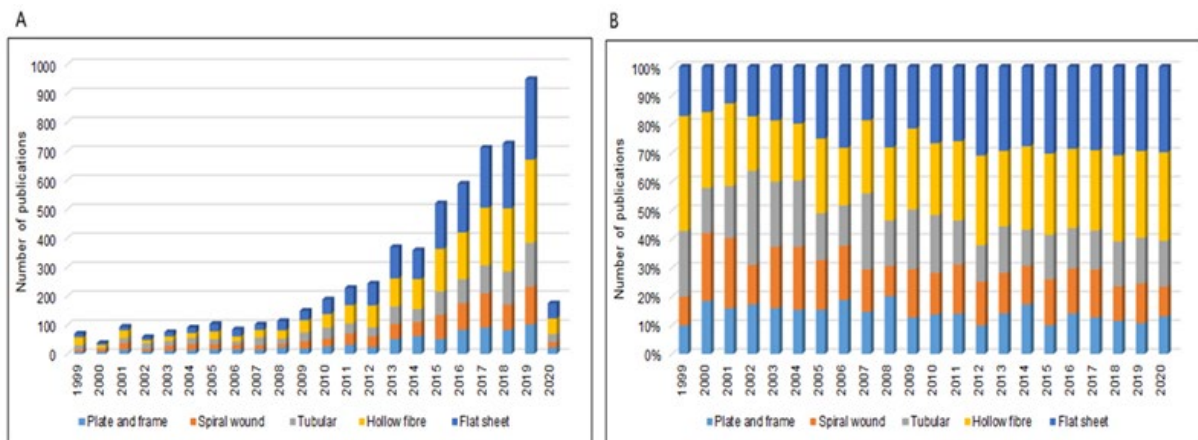 A
Number of publications
1000
900
800
700
600
500
400
300
200
100
0
1999 2000 2001 2002 2003 2004 2005 2006 2007 2008 2009 2010 2011 2012 2013 2014 2015 2016 2017 2018 2019 2020
Plate and frame Spiral wound Tubular Hollow fibre Flat sheet
B
Number of publications
100%
90%
80%
70%
60%
50%
40%
30%
20%
10%
0%
1999 2000 2001 2002 2003 2004 2005 2006 2007 2008 2009 2010 2011 2012 2013 2014 2015 2016 2017 2018 2019 2020
Plate and frame Spiral wound Tubular Hollow fibre Flat sheet